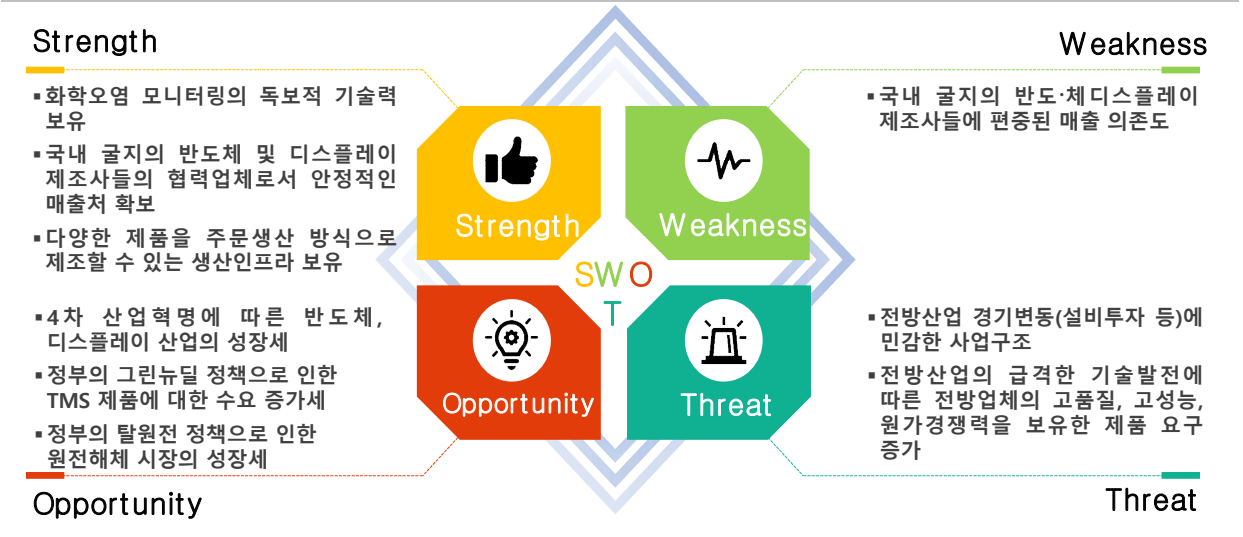 Strength
▪화학오염 모니터링의 독보적 기술력
보유
▪국내 굴지의 반도체 및 디스플레이
제조사들의 협력업체로서 안정적인
매출처 확보
▪다양한 제품을 주문생산 방식으로
제조할 수 있는 생산인프라 보유
Weakness
▪국내 굴지의 반도·체디스플레이
제조사들에 편중된 매출 의존도
Strength
Weakness
SWO
T
Opportunity
Threat
▪4차 산업혁명에 따른 반도체,
디스플레이 산업의 성장세
▪정부의 그린뉴딜 정책으로 인한
TMS 제품에 대한 수요 증가세
▪정부의 탈원전 정책으로 인한
원전해체 시장의 성장세
Opportunity
▪전방산업 경기변동(설비투자 등)에
민감한 사업구조
▪전방산업의 급격한 기술발전에
따른 전방업체의 고품질, 고성능,
원가경쟁력을 보유한 제품 요구
증가
Threat